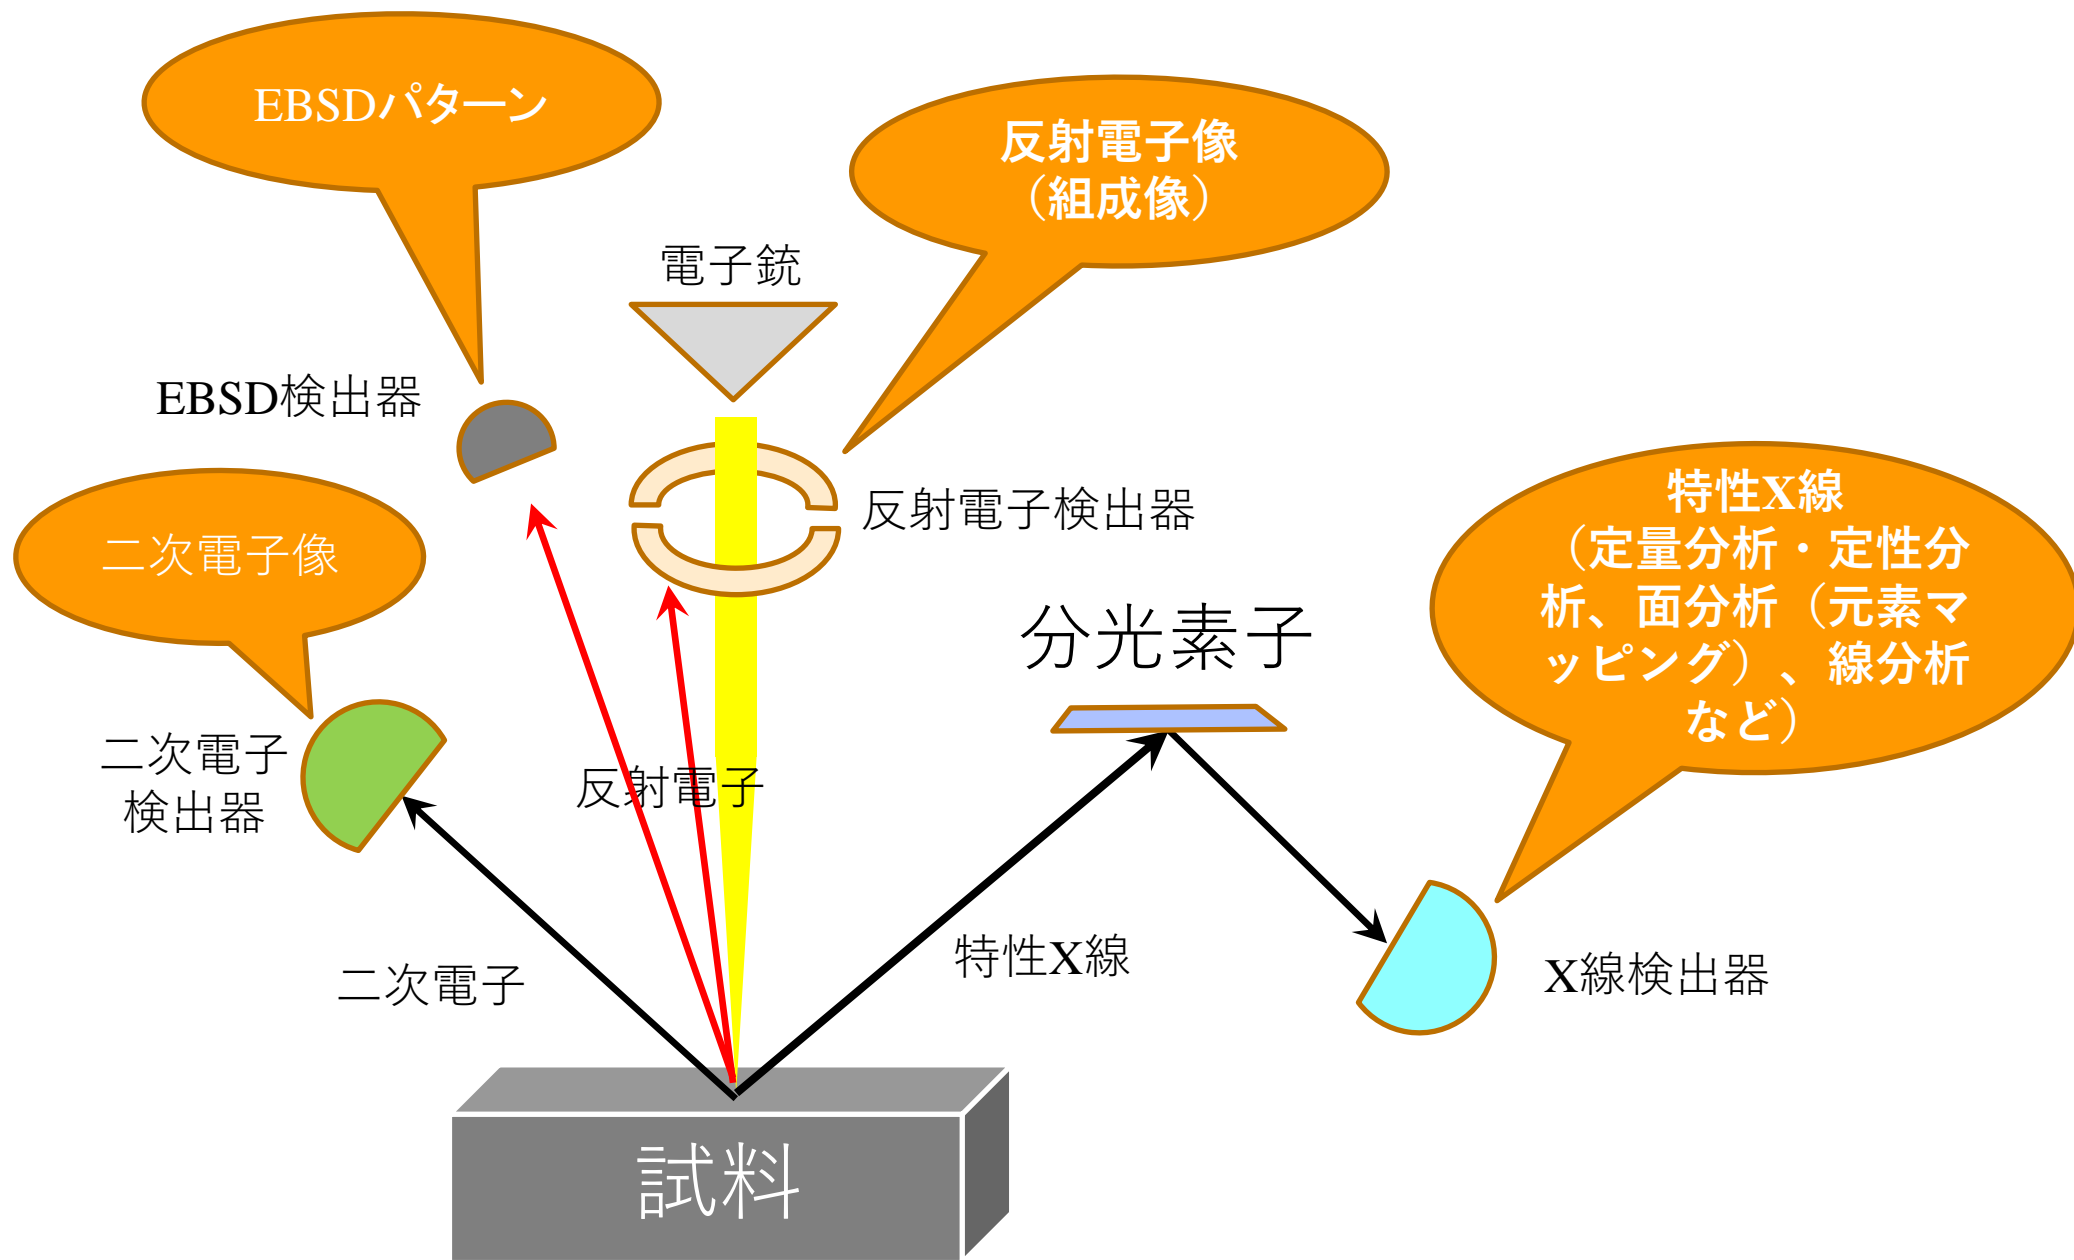 EBSDパターン
反射電子像
（組成像）
電子銃
EBSD検出器
反射電子検出器
二次電子像
特性X線
（定量分析・定性分
析、面分析（元素マ
ッピング）、線分析
など）
分光素子
二次電子
検出器
反射電子
特性X線
二次電子
X線検出器
試料